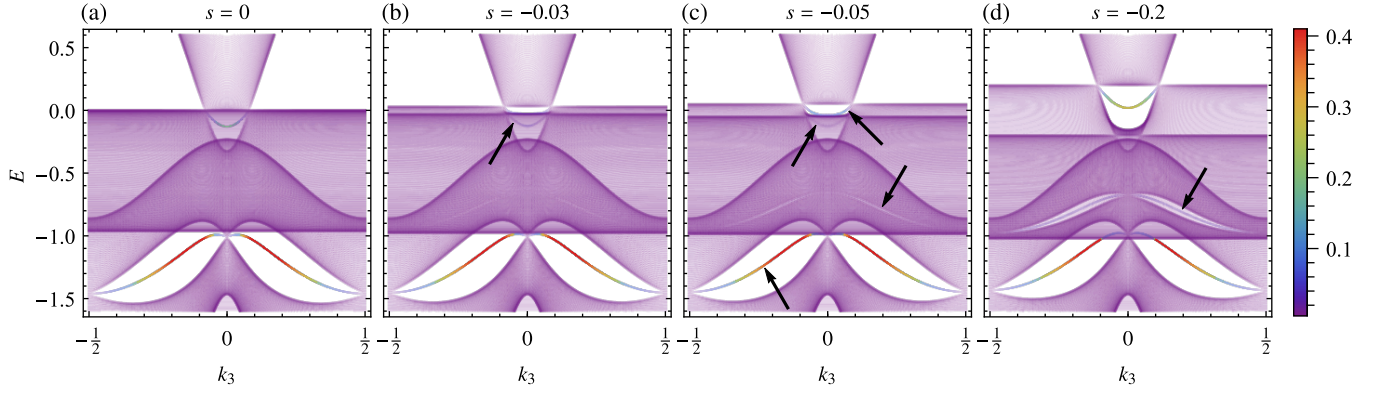 (a) s = 0 (b) s = −0.03 (c) s = −0.05 (d) s = −0.2
0.5
0.0
−0.5
−1.0
−1.5
E
−1/2 0 1/2 −1/2 0 1/2 −1/2 0 1/2 −1/2 0 1/2
k3 k3 k3 k3
0.4
0.3
0.2
0.1